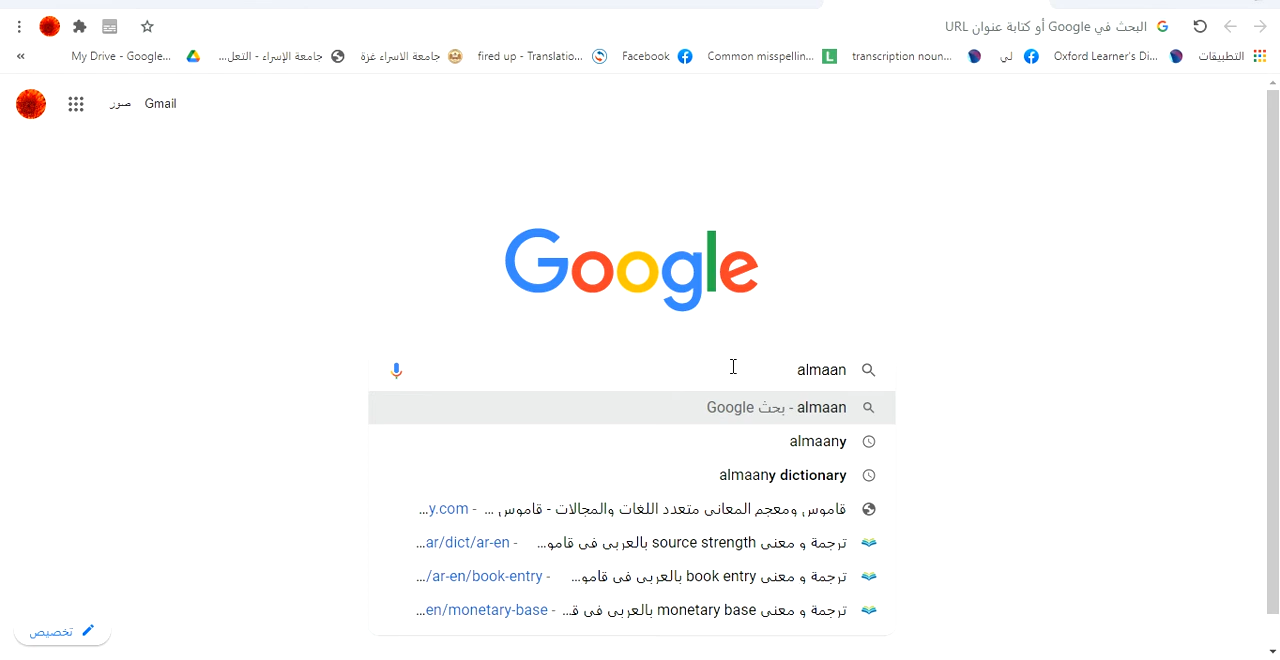 البحث في Google أو كتابة عنوان URL
التطبيقات Oxford Learner's Di... لي transcription noun... Common misspellin... Facebook fired up - Translatio... جامعة الاسراء غزة جامعة الإسراء - التعل... My Drive - Google... »
Gmail صور
Google
almaan
almaan - بحث Google
almaany
almaany dictionary
قاموس ومعجم المعاني متعدد اللغات والمجالات - قاموس ... - ...y.com
ترجمة و معنى source strength بالعربي في قامو... - ...ar/dict/ar-en
ترجمة و معنى book entry بالعربي في قامو... - .../ar-en/book-entry
ترجمة و معنى monetary base بالعربي في ق... - ...en/monetary-base
تخصيص